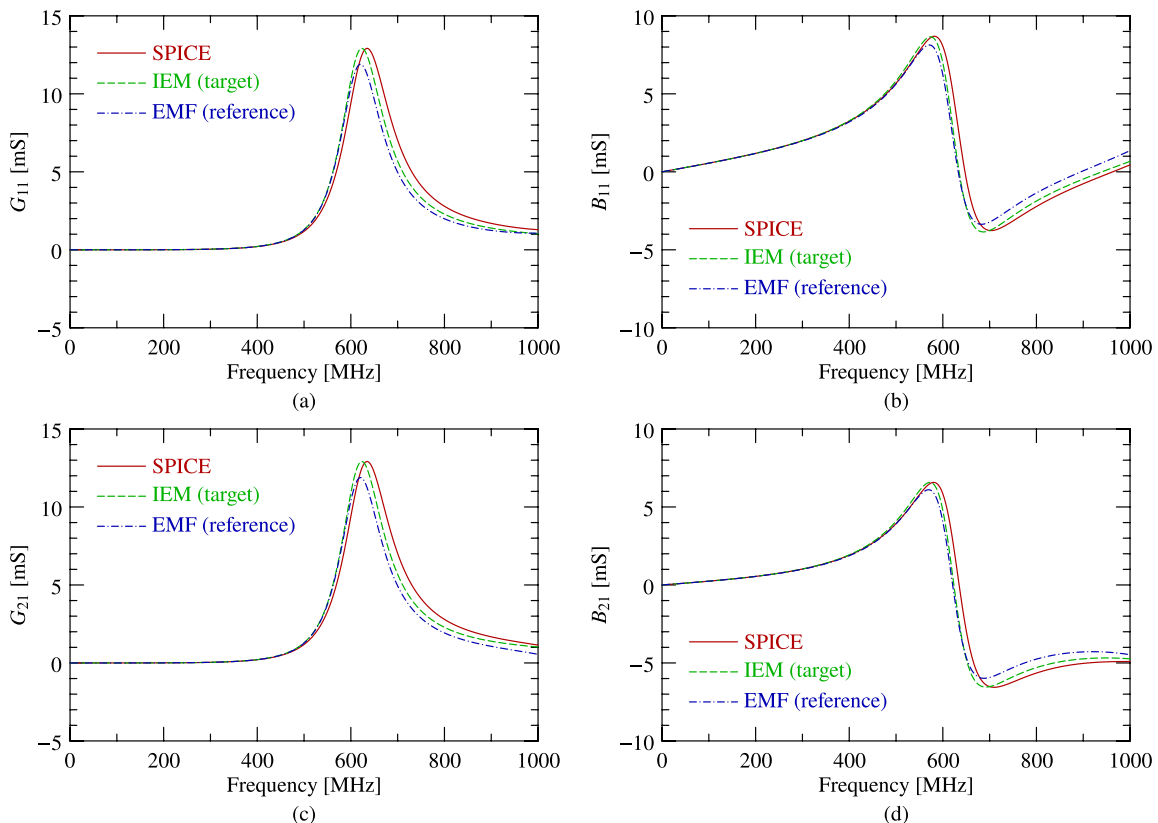 15
10
5
0
−5
G11 [mS]
SPICE
IEM (target)
EMF (reference)
0 200 400 600 800 1000
Frequency [MHz]
(a)
10
5
0
−5
−10
B11 [mS]
SPICE
IEM (target)
EMF (reference)
0 200 400 600 800 1000
Frequency [MHz]
(b)
15
10
5
0
−5
G21 [mS]
SPICE
IEM (target)
EMF (reference)
0 200 400 600 800 1000
Frequency [MHz]
(c)
10
5
0
−5
−10
B21 [mS]
SPICE
IEM (target)
EMF (reference)
0 200 400 600 800 1000
Frequency [MHz]
(d)